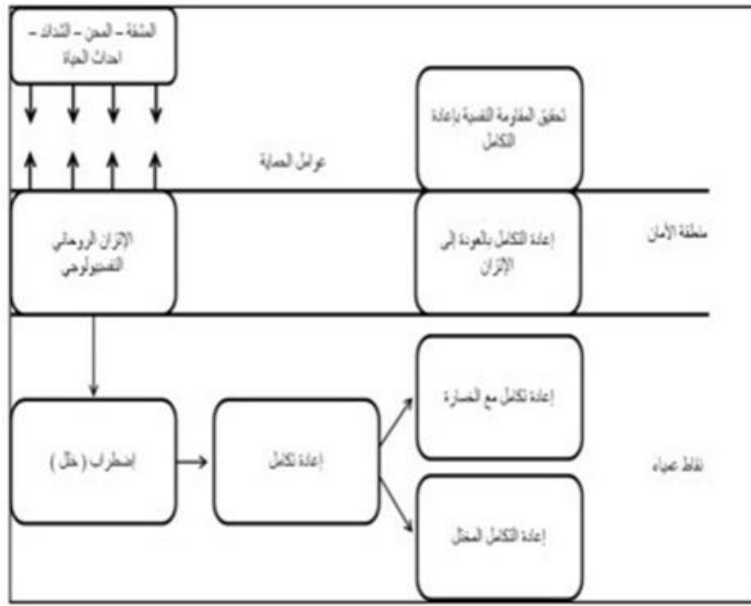 المشقة – المحن – الشدائد –
احداث الحياة
تحقيق المقاومة النفسية بإعادة
التكامل
عوامل الحماية
منطقة الأمان
إعادة التكامل بالعودة إلى
الإتزان
الإتزان الروحاني
النفسيولوجي
إعادة تكامل مع الخسارة
إضطراب ( خلل )
إعادة تكامل
نقاط عمياء
إعادة التكامل المختل